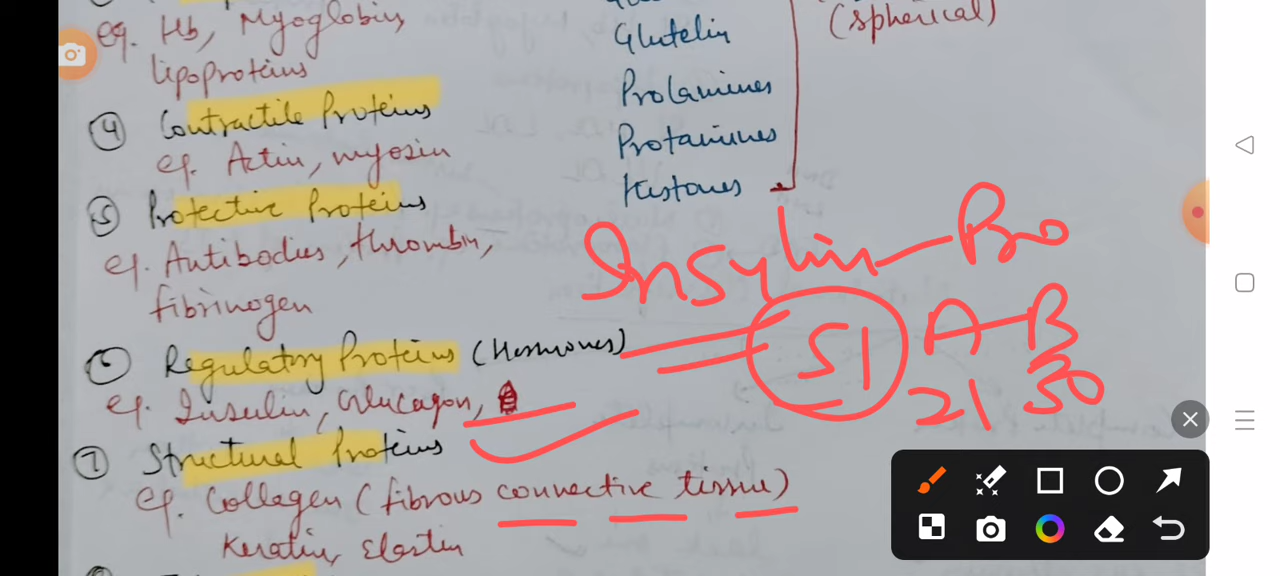 eg. Hb, Myoglobin,
lipoproteins
④ Contractile Proteins
eg. Actin, myosin
⑤ Protective Proteins
eg. Antibodies, thrombin,
fibrinogen
⑥ Regulatory Proteins (Hormones)
eg. Insulin, Glucagon,
⑦ Structural Proteins
eg. Collagen (fibrous connective tissue)
Keratin, Elastin
Glutelin
Prolamines
Protamines
Histones
(spherical)
Insulin — Pro
51 A — B
21 30